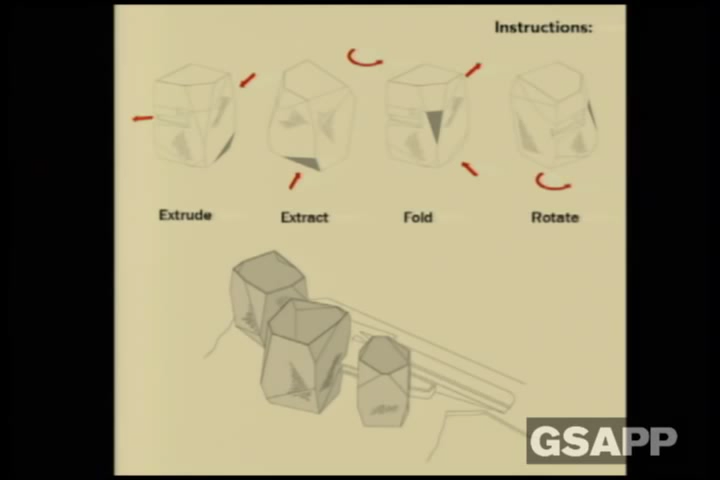 Instructions:
Extrude
Extract
Fold
Rotate
GSAPP